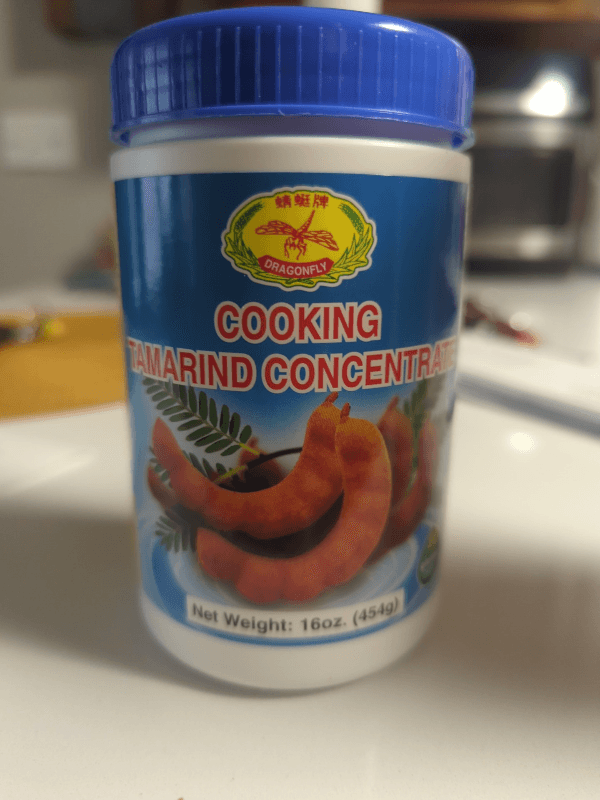 蜻蜓牌
DRAGONFLY
COOKING
TAMARIND CONCENTRATE
Net Weight: 16oz. (454g)